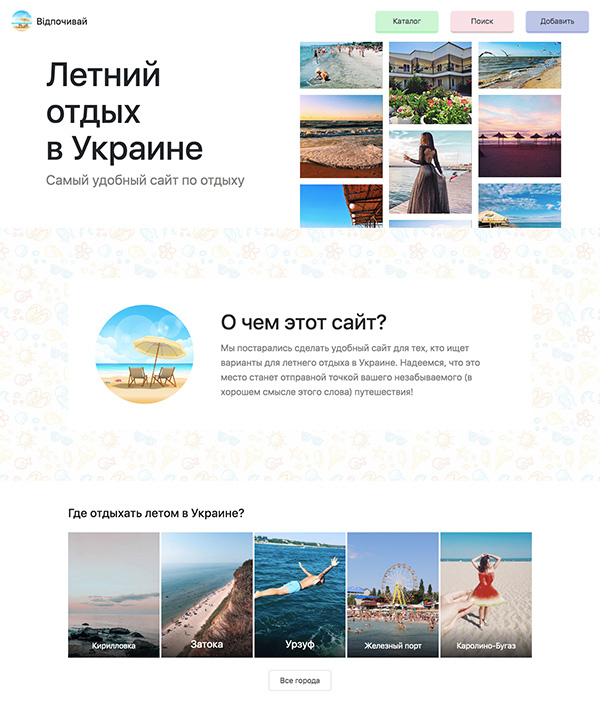 Відпочивай
Каталог
Поиск
Добавить
Летний
отдых
в Украине
Самый удобный сайт по отдыху
О чем этот сайт?
Мы постарались сделать удобный сайт для тех, кто ищет
варианты для летнего отдыха в Украине. Надеемся, что это
место станет отправной точкой вашего незабываемого (в
хорошем смысле этого слова) путешествия!
Где отдыхать летом в Украине?
Кирилловка
Затока
Урзуф
Железный порт
Каролино-Бугаз
Все города